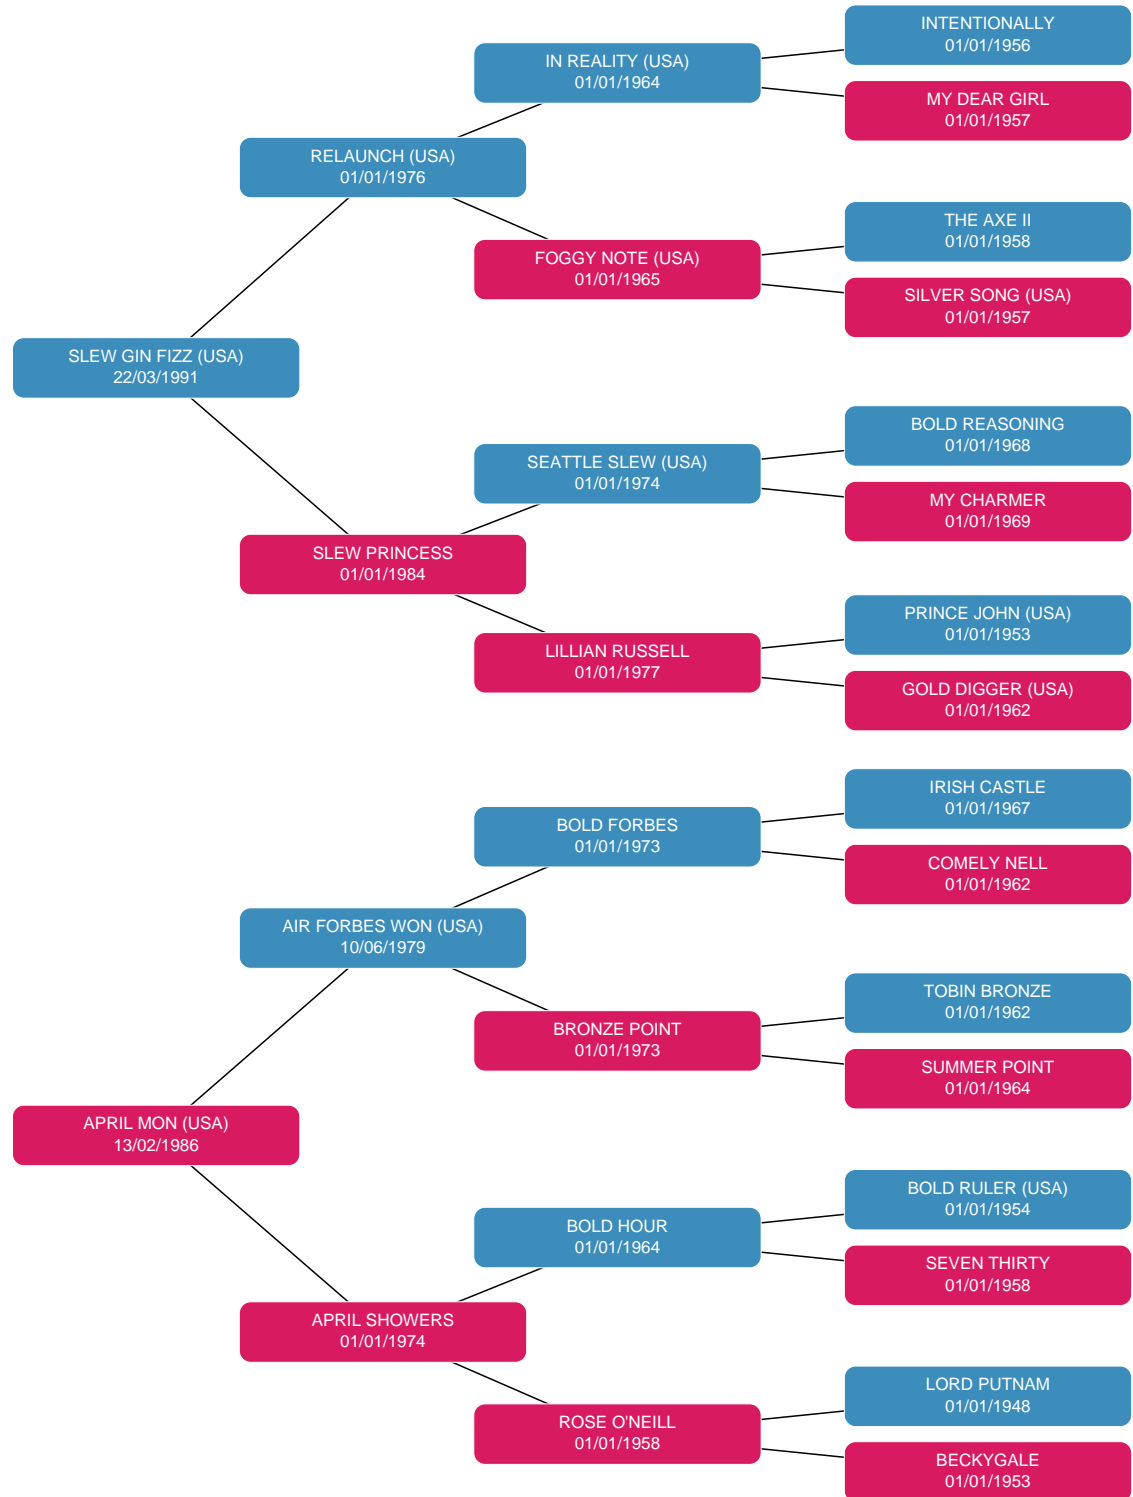 INTENTIONALLY
01/01/1956
IN REALITY (USA)
01/01/1964
MY DEAR GIRL
01/01/1957
RELAUNCH (USA)
01/01/1976
THE AXE II
01/01/1958
FOGGY NOTE (USA)
01/01/1965
SILVER SONG (USA)
01/01/1957
SLEW GIN FIZZ (USA)
22/03/1991
BOLD REASONING
01/01/1968
SEATTLE SLEW (USA)
01/01/1974
MY CHARMER
01/01/1969
SLEW PRINCESS
01/01/1984
PRINCE JOHN (USA)
01/01/1953
LILLIAN RUSSELL
01/01/1977
GOLD DIGGER (USA)
01/01/1962
IRISH CASTLE
01/01/1967
BOLD FORBES
01/01/1973
COMELY NELL
01/01/1962
AIR FORBES WON (USA)
10/06/1979
TOBIN BRONZE
01/01/1962
BRONZE POINT
01/01/1973
SUMMER POINT
01/01/1964
APRIL MON (USA)
13/02/1986
BOLD RULER (USA)
01/01/1954
BOLD HOUR
01/01/1964
SEVEN THIRTY
01/01/1958
APRIL SHOWERS
01/01/1974
LORD PUTNAM
01/01/1948
ROSE O'NEILL
01/01/1958
BECKYGALE
01/01/1953